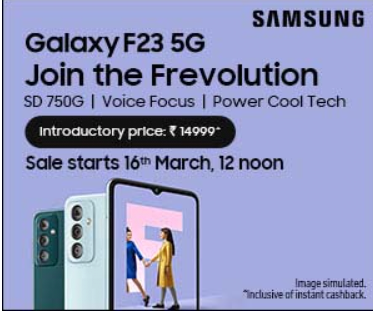 SAMSUNG
Galaxy F23 5G
Join the Frevolution
SD 750G | Voice Focus | Power Cool Tech
Introductory price: ₹ 14999*
Sale starts 16th March, 12 noon
Image simulated.
*Inclusive of instant cashback.